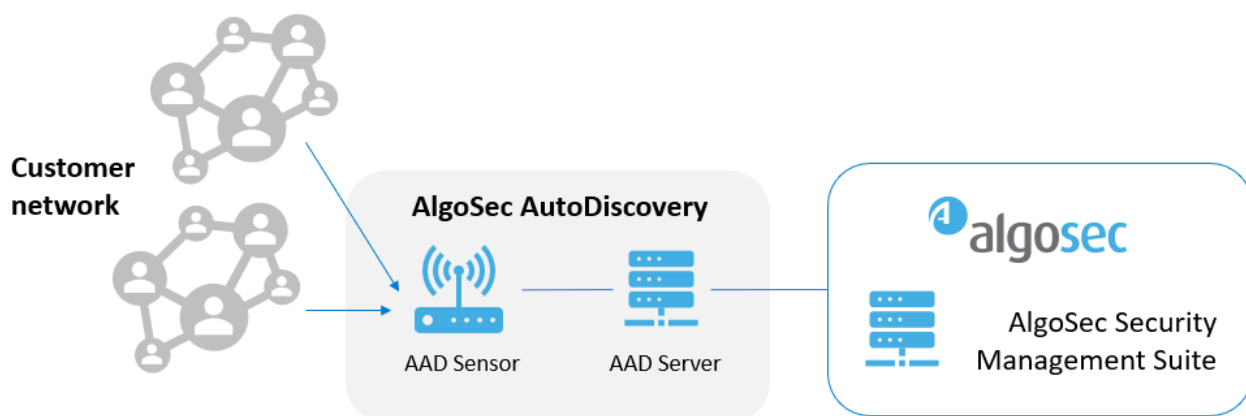 Customer
network
AlgoSec AutoDiscovery
AAD Sensor
AAD Server
algosec
AlgoSec Security
Management Suite